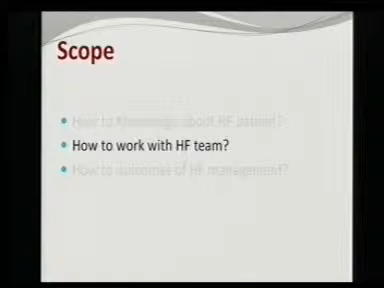 Scope
How to Knowledge about HF patient?
How to work with HF team?
How to outcomes of HF management?